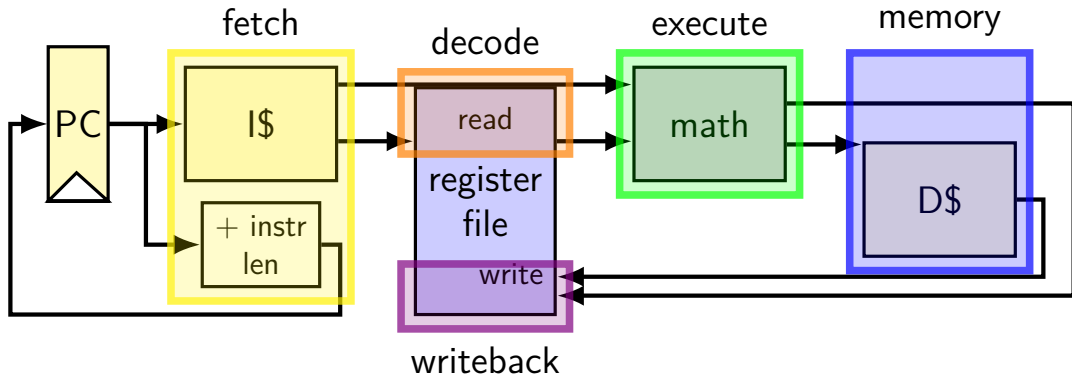 fetch
decode
execute
memory
PC
I$
read
math
register
file
D$
+ instr
len
write
writeback